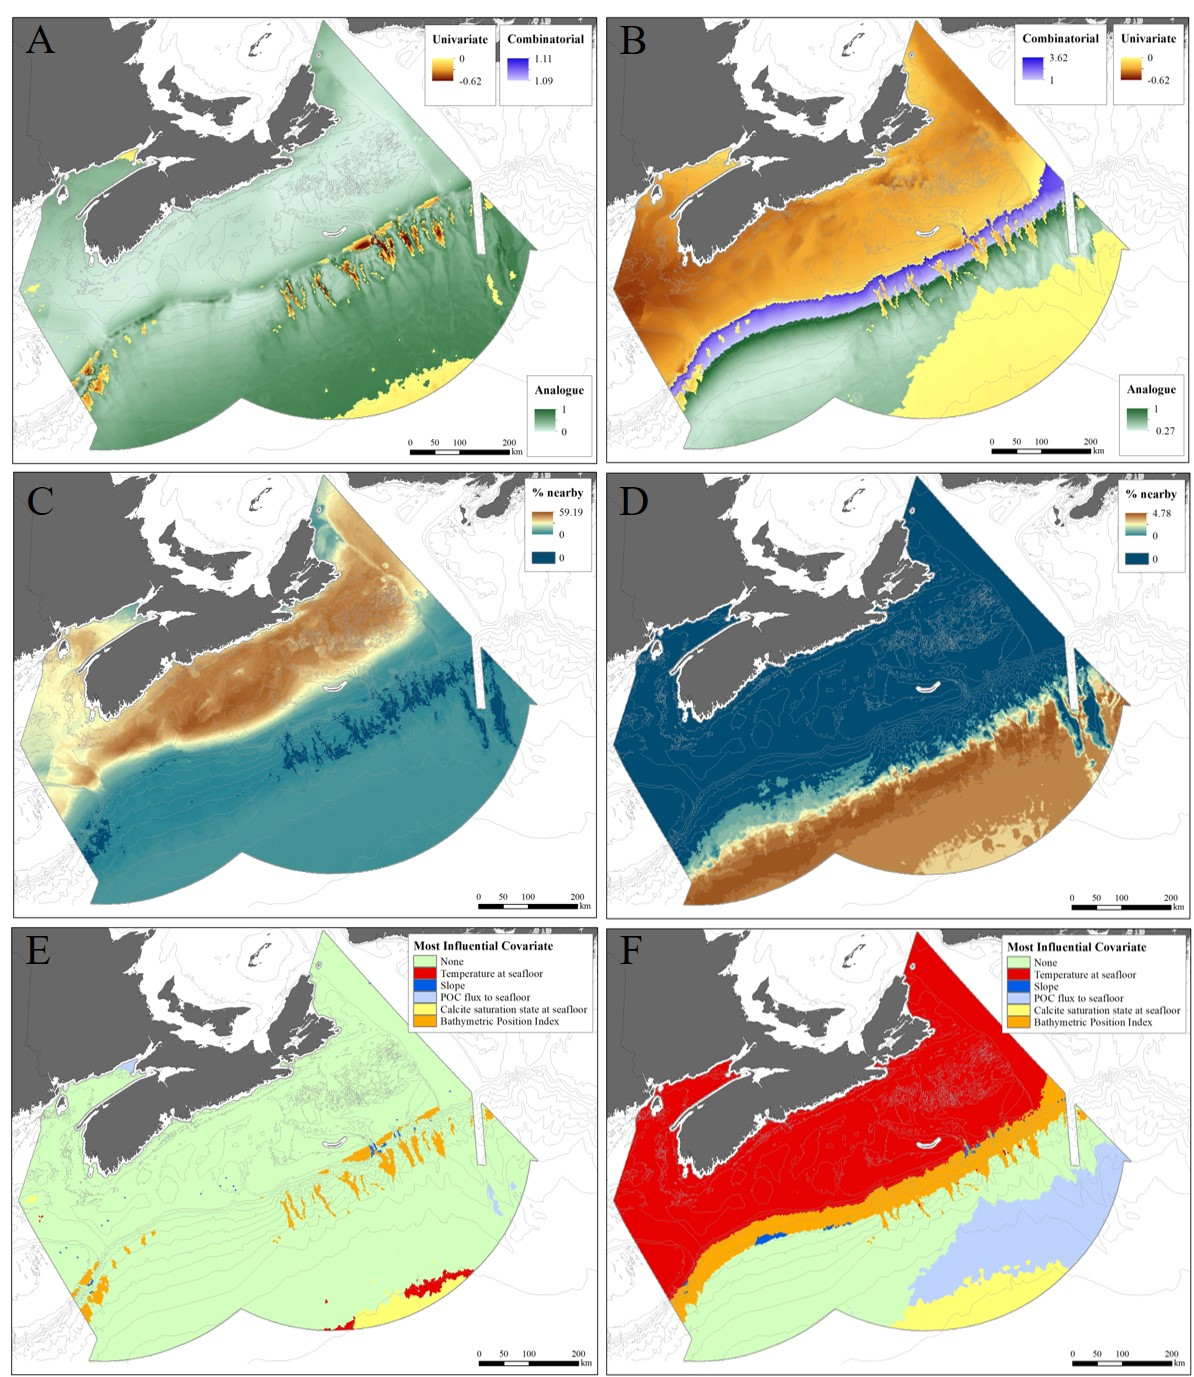 A
Univariate
0
-0.62
Combinatorial
1.11
1.09
Analogue
1
0
0 50 100 200
km
B
Combinatorial
3.62
1
Univariate
0
-0.62
Analogue
1
0.27
0 50 100 200
km
C
% nearby
59.19
0
0
0 50 100 200
km
D
% nearby
4.78
0
0
0 50 100 200
km
E
Most Influential Covariate
None
Temperature at seafloor
Slope
POC flux to seafloor
Calcite saturation state at seafloor
Bathymetric Position Index
0 50 100 200
km
F
Most Influential Covariate
None
Temperature at seafloor
Slope
POC flux to seafloor
Calcite saturation state at seafloor
Bathymetric Position Index
0 50 100 200
km